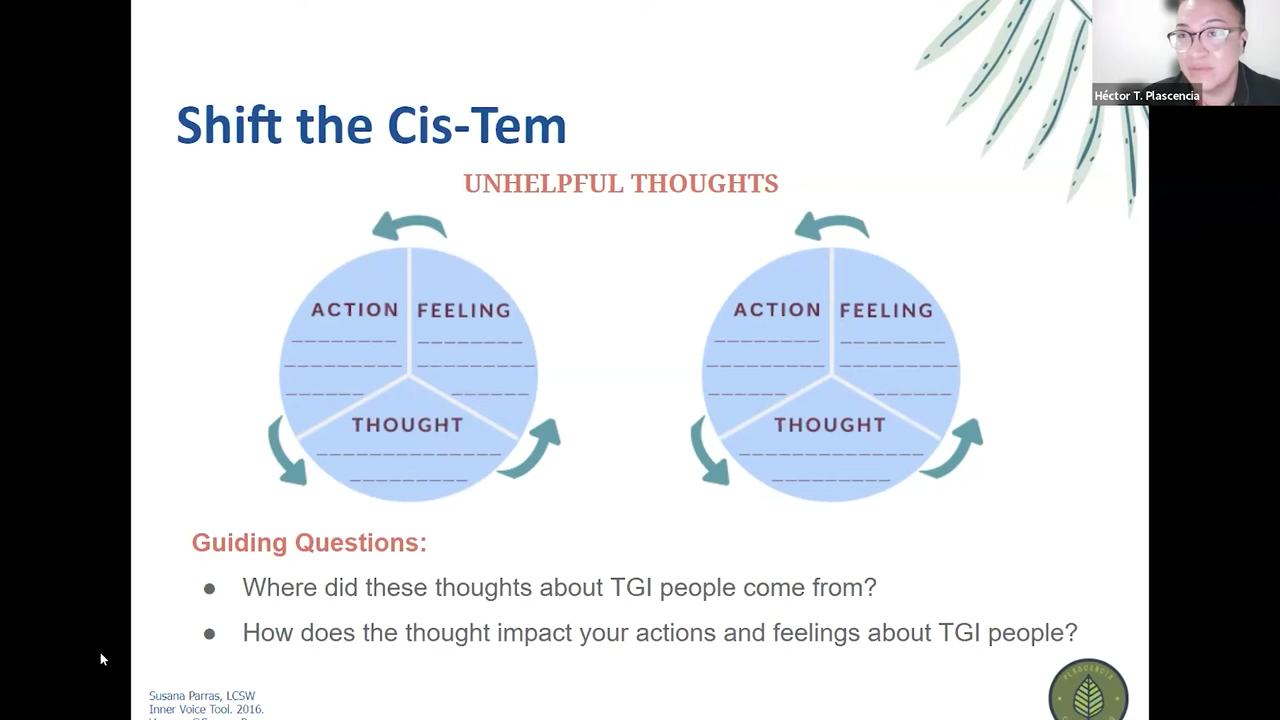 Héctor T. Plascencia
Shift the Cis-Tem
UNHELPFUL THOUGHTS
ACTION FEELING
THOUGHT
ACTION FEELING
THOUGHT
Guiding Questions:
● Where did these thoughts about TGI people come from?
● How does the thought impact your actions and feelings about TGI people?
Susana Parras, LCSW
Inner Voice Tool. 2016.
PLASCENCIA